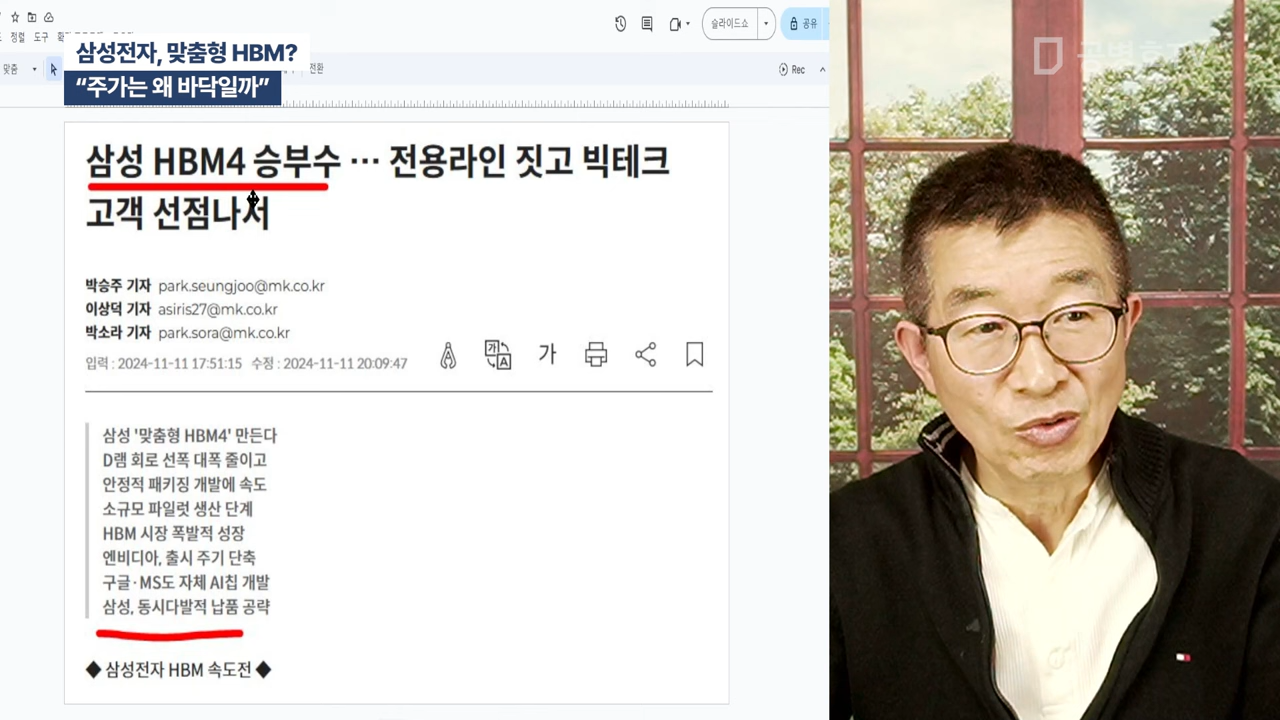 정렬 도구
슬라이드쇼
공유
맞춤
전환
Rec
삼성전자, 맞춤형 HBM?
“주가는 왜 바닥일까”
삼성 HBM4 승부수 … 전용라인 짓고 빅테크
고객 선점나서
박승주 기자 park.seungjoo@mk.co.kr
이상덕 기자 asiris27@mk.co.kr
박소라 기자 park.sora@mk.co.kr
입력 : 2024-11-11 17:51:15 수정 : 2024-11-11 20:09:47
가
삼성 '맞춤형 HBM4' 만든다
D램 회로 선폭 대폭 줄이고
안정적 패키징 개발에 속도
소규모 파일럿 생산 단계
HBM 시장 폭발적 성장
엔비디아, 출시 주기 단축
구글·MS도 자체 AI칩 개발
삼성, 동시다발적 납품 공략
◆ 삼성전자 HBM 속도전 ◆